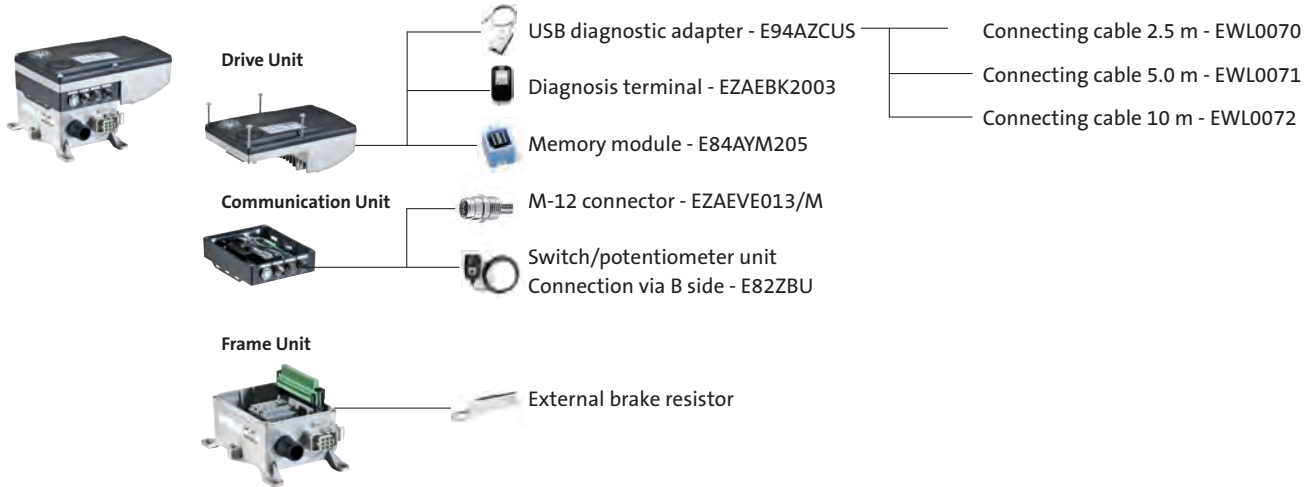 Drive Unit
USB diagnostic adapter - E94AZCUS
Connecting cable 2.5 m - EWL0070
Connecting cable 5.0 m - EWL0071
Connecting cable 10 m - EWL0072
Diagnosis terminal - EZAEBK2003
Memory module - E84AYM205
Communication Unit
M-12 connector - EZAEVE013/M
Switch/potentiometer unit
Connection via B side - E82ZBU
Frame Unit
External brake resistor